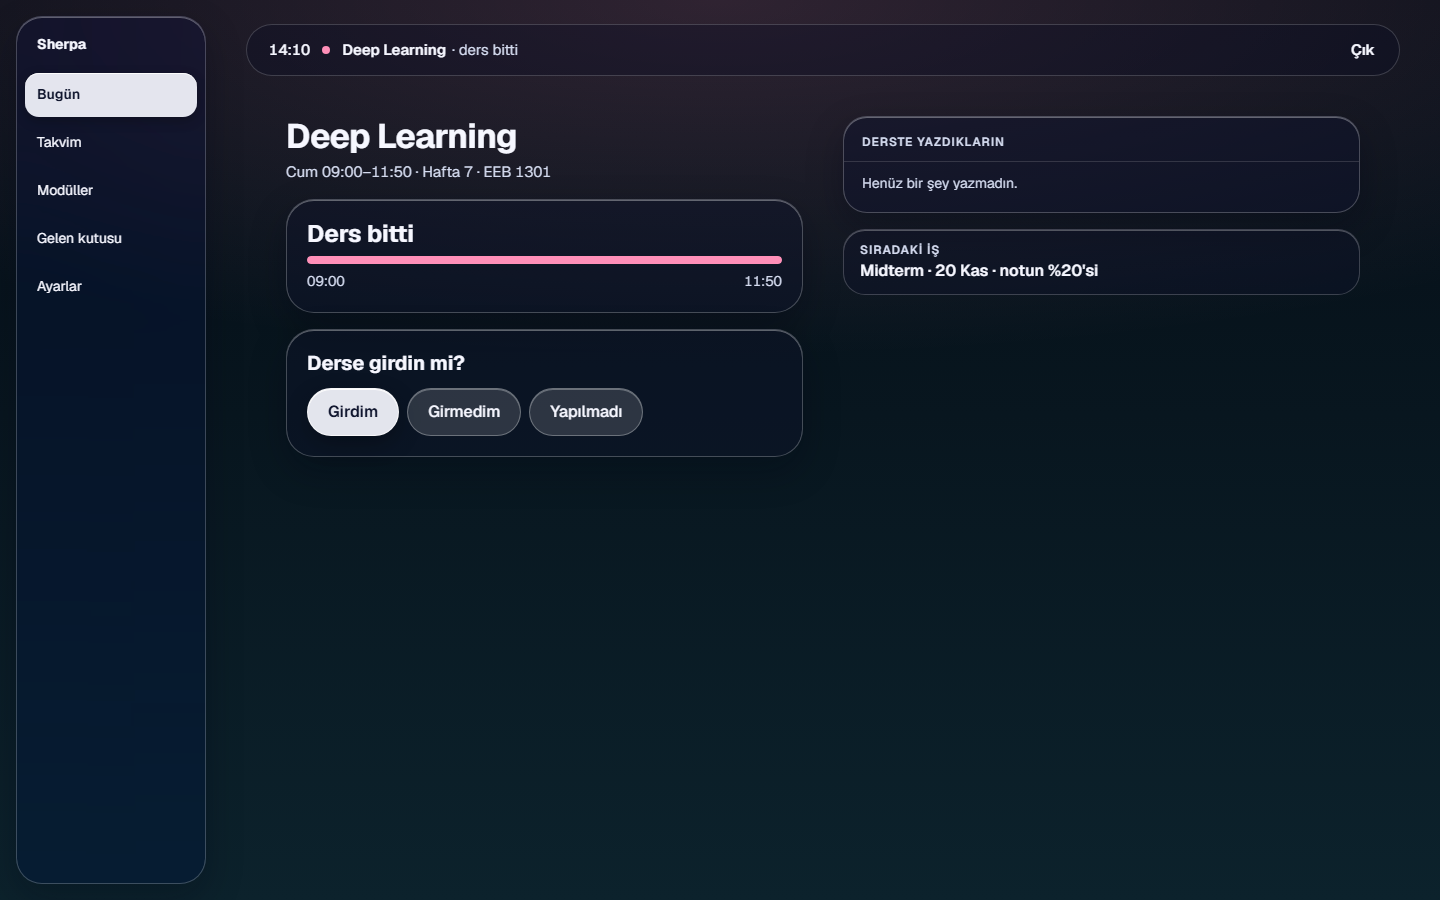 Sherpa
Bugün
Takvim
Modüller
Gelen kutusu
Ayarlar
14:10 Deep Learning · ders bitti
Çık
Deep Learning
Cum 09:00–11:50 · Hafta 7 · EEB 1301
Ders bitti
09:00
11:50
Derse girdin mi?
Girdim
Girmedim
Yapılmadı
DERSTE YAZDIKLARIN
Henüz bir şey yazmadın.
SIRADAKİ İŞ
Midterm · 20 Kas · notun %20'si